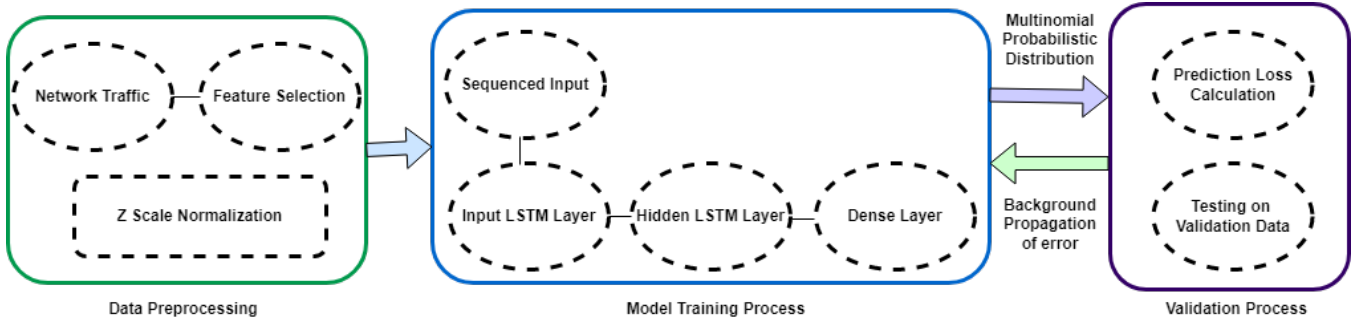 Network Traffic
Feature Selection
Z Scale Normalization
Data Preprocessing
Sequenced Input
Input LSTM Layer
Hidden LSTM Layer
Dense Layer
Model Training Process
Multinomial
Probabilistic
Distribution
Background
Propagation
of error
Prediction Loss
Calculation
Testing on
Validation Data
Validation Process